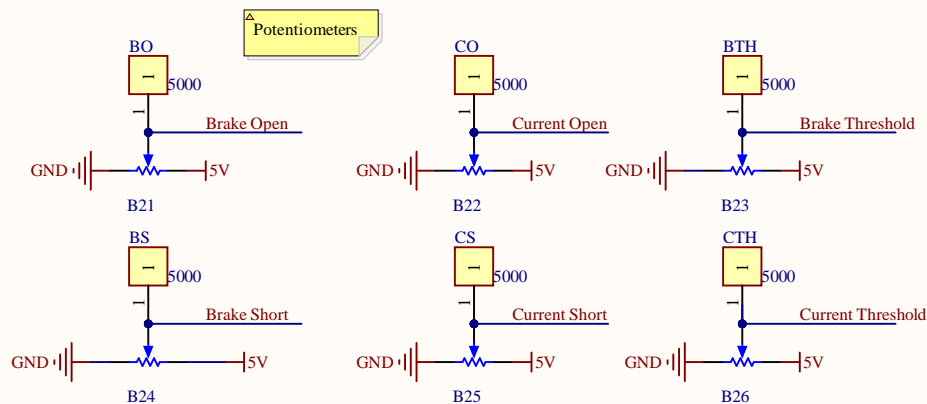 Potentiometers
BO
1
5000
1
Brake Open
GND
5V
B21
CO
1
5000
1
Current Open
GND
5V
B22
BTH
1
5000
1
Brake Threshold
GND
5V
B23
BS
1
5000
1
Brake Short
GND
5V
B24
CS
1
5000
1
Current Short
GND
5V
B25
CTH
1
5000
1
Current Threshold
GND
5V
B26